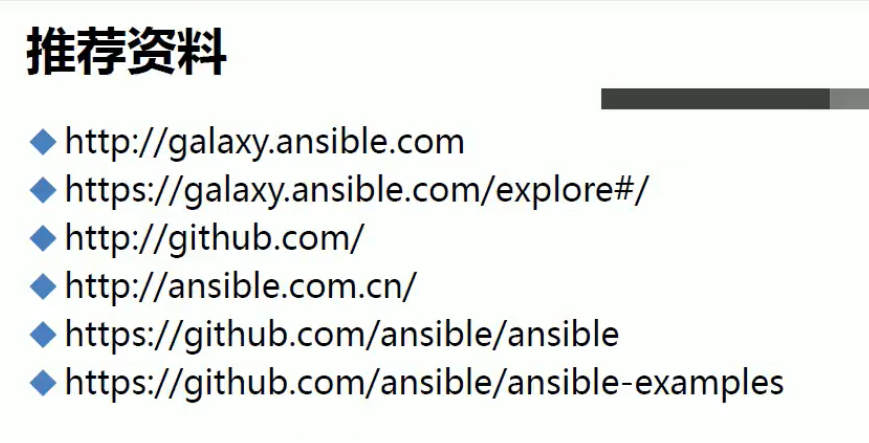 推荐资料
http://galaxy.ansible.com
https://galaxy.ansible.com/explore#/
http://github.com/
http://ansible.com.cn/
https://github.com/ansible/ansible
https://github.com/ansible/ansible-examples